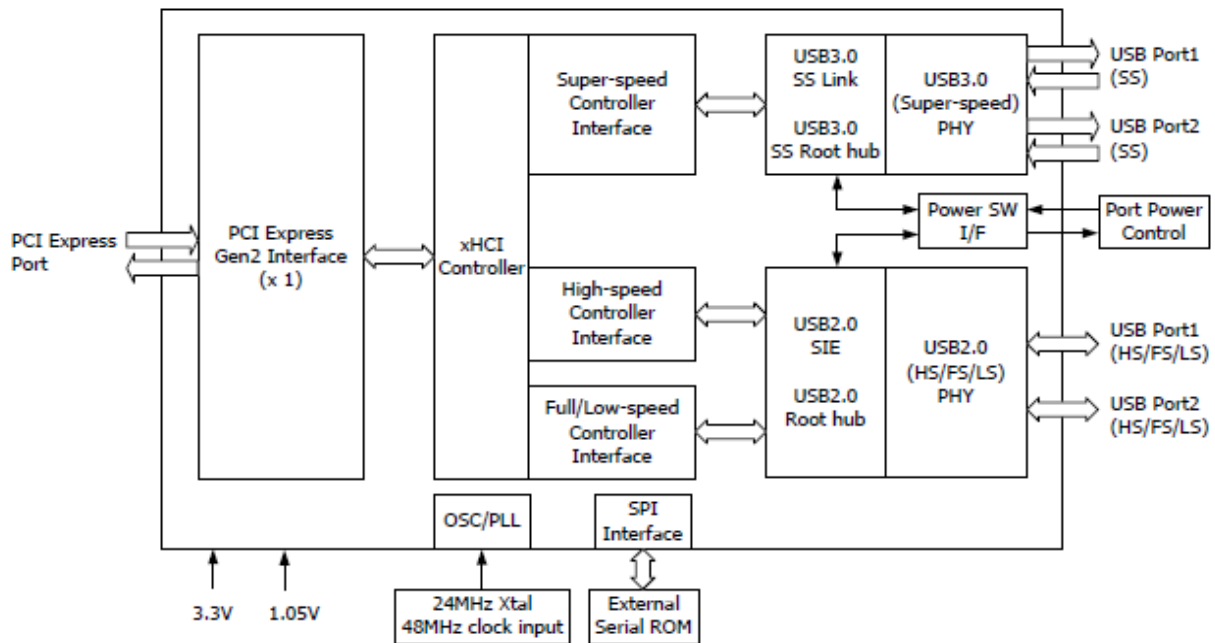 PCI Express
Port
PCI Express
Gen2 Interface
(x 1)
xHCI
Controller
Super-speed
Controller
Interface
High-speed
Controller
Interface
Full/Low-speed
Controller
Interface
USB3.0
SS Link
USB3.0
SS Root hub
USB3.0
(Super-speed)
PHY
USB Port1
(SS)
USB Port2
(SS)
Power SW
I/F
Port Power
Control
USB2.0
SIE
USB2.0
Root hub
USB2.0
(HS/FS/LS)
PHY
USB Port1
(HS/FS/LS)
USB Port2
(HS/FS/LS)
OSC/PLL
SPI
Interface
3.3V
1.05V
24MHz Xtal
48MHz clock input
External
Serial ROM